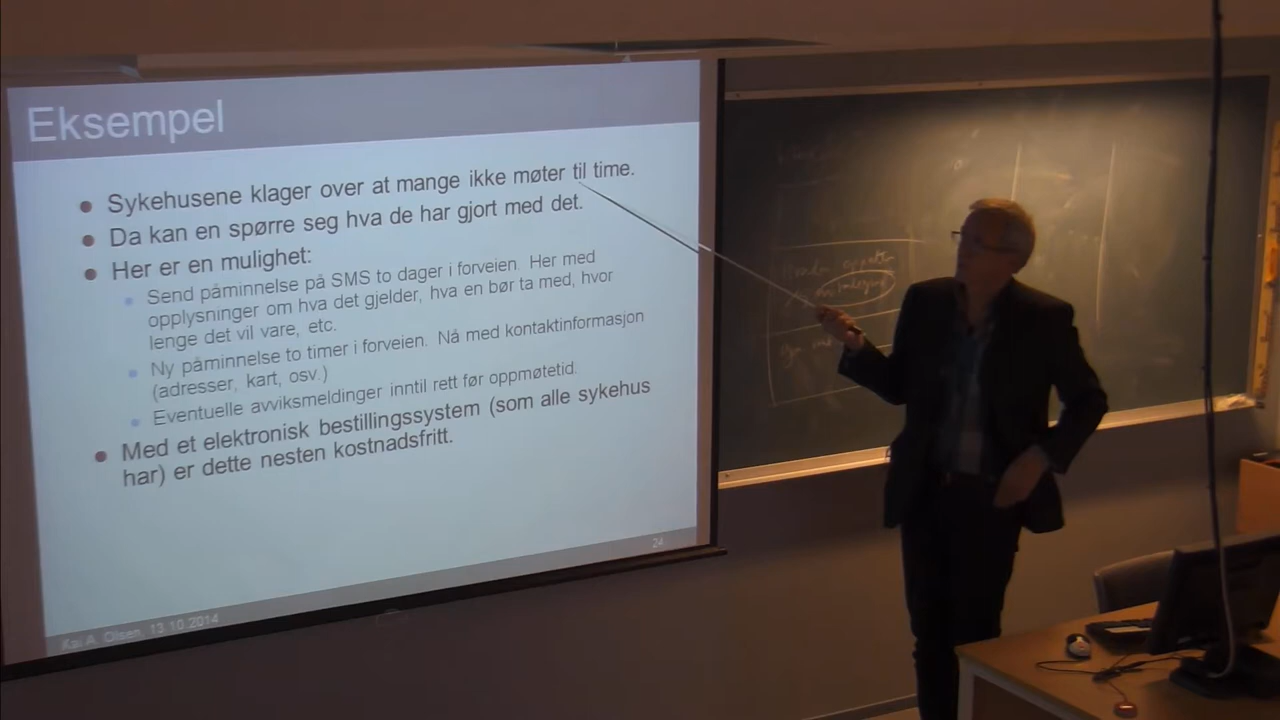 Eksempel
Sykehusene klager over at mange ikke møter til time.
Da kan en spørre seg hva de har gjort med det.
Her er en mulighet:
Send påminnelse på SMS to dager i forveien. Her med
opplysninger om hva det gjelder, hva en bør ta med, hvor
lenge det vil vare, etc.
Ny påminnelse to timer i forveien. Nå med kontaktinformasjon
(adresser, kart, osv.)
Eventuelle avviksmeldinger inntil rett før oppmøtetid.
Med et elektronisk bestillingssystem (som alle sykehus
har) er dette nesten kostnadsfritt.
24
Kai A. Olsen, 13.10.2014